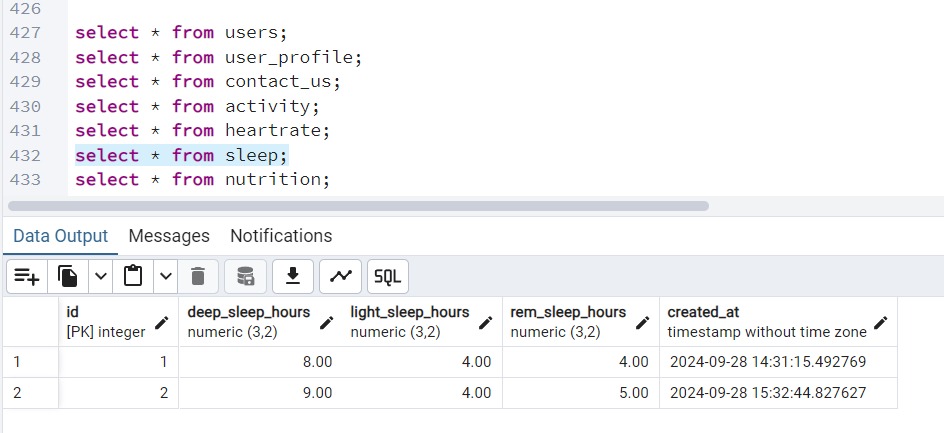 426
427 select * from users;
428 select * from user_profile;
429 select * from contact_us;
430 select * from activity;
431 select * from heartrate;
432 select * from sleep;
433 select * from nutrition;
Data Output Messages Notifications
SQL
id deep_sleep_hours light_sleep_hours rem_sleep_hours created_at
[PK] integer numeric (3,2) numeric (3,2) numeric (3,2) timestamp without time zone
1 1 8.00 4.00 4.00 2024-09-28 14:31:15.492769
2 2 9.00 4.00 5.00 2024-09-28 15:32:44.827627